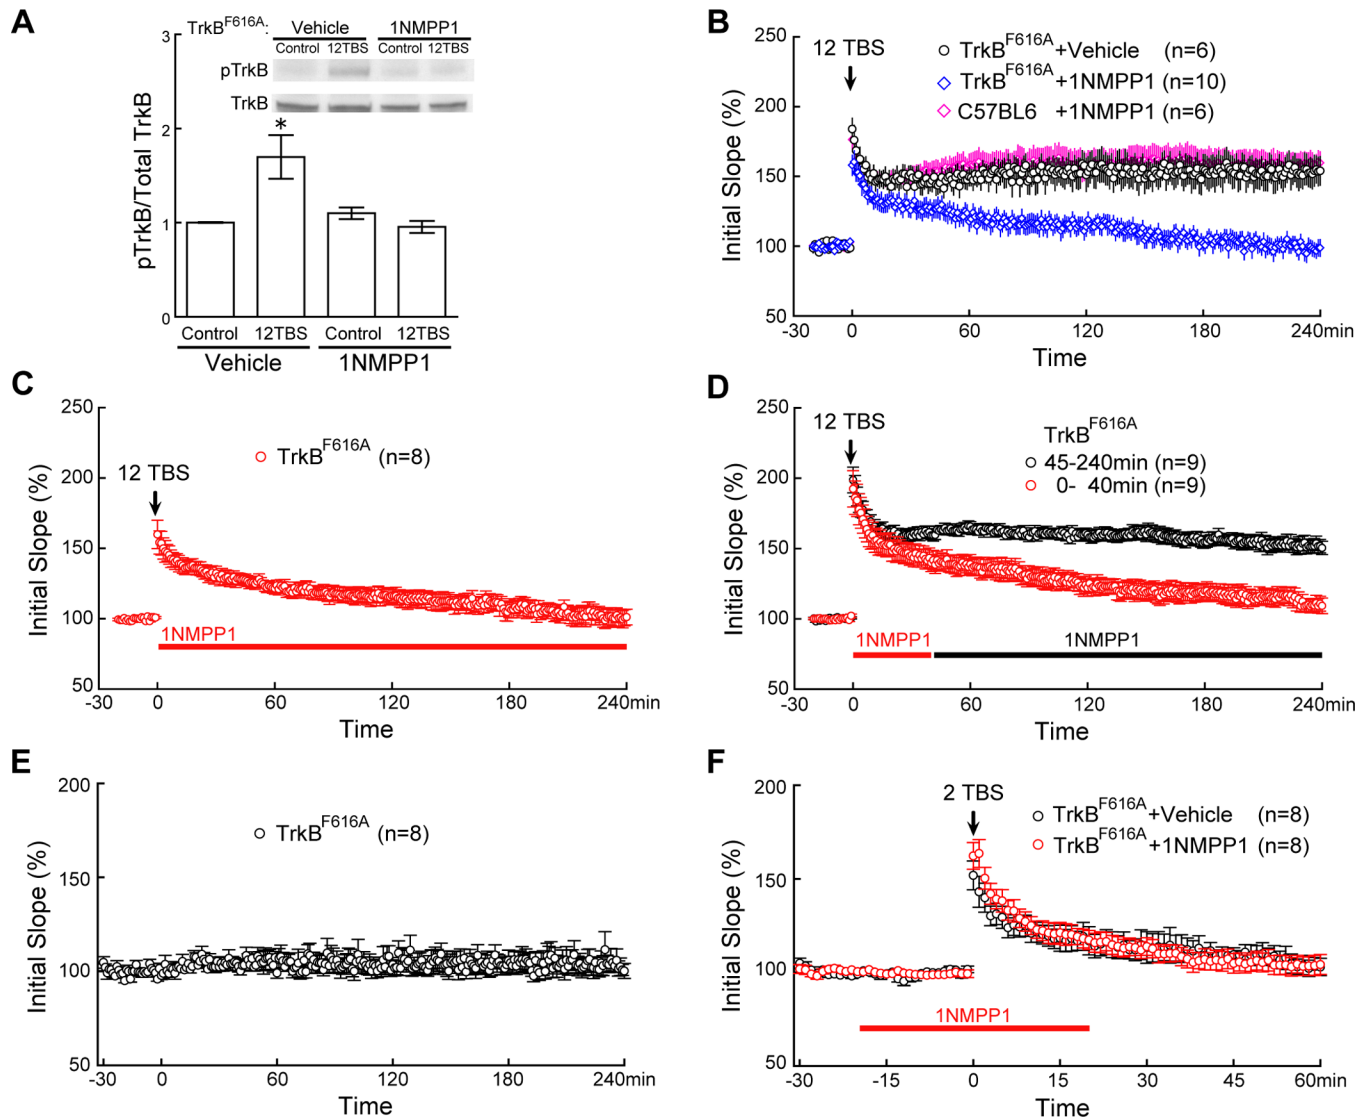 A
TrkB^F616A: Vehicle 1NMPP1
Control 12TBS Control 12TBS
pTrkB
TrkB
*
pTrkB/Total TrkB
3
2
1
0
Control 12TBS Control 12TBS
Vehicle 1NMPP1
B
12 TBS
TrkB^F616A+Vehicle (n=6)
TrkB^F616A+1NMPP1 (n=10)
C57BL6 +1NMPP1 (n=6)
Initial Slope (%)
250
200
150
100
50
-30 0 60 120 180 240min
Time
C
12 TBS
TrkB^F616A (n=8)
Initial Slope (%)
250
200
150
100
50
1NMPP1
-30 0 60 120 180 240min
Time
D
12 TBS
TrkB^F616A
45-240min (n=9)
0- 40min (n=9)
Initial Slope (%)
250
200
150
100
50
1NMPP1 1NMPP1
-30 0 60 120 180 240min
Time
E
TrkB^F616A (n=8)
Initial Slope (%)
200
150
100
50
-30 0 60 120 180 240min
Time
F
2 TBS
TrkB^F616A+Vehicle (n=8)
TrkB^F616A+1NMPP1 (n=8)
Initial Slope (%)
200
150
100
50
1NMPP1
-30 -15 0 15 30 45 60min
Time